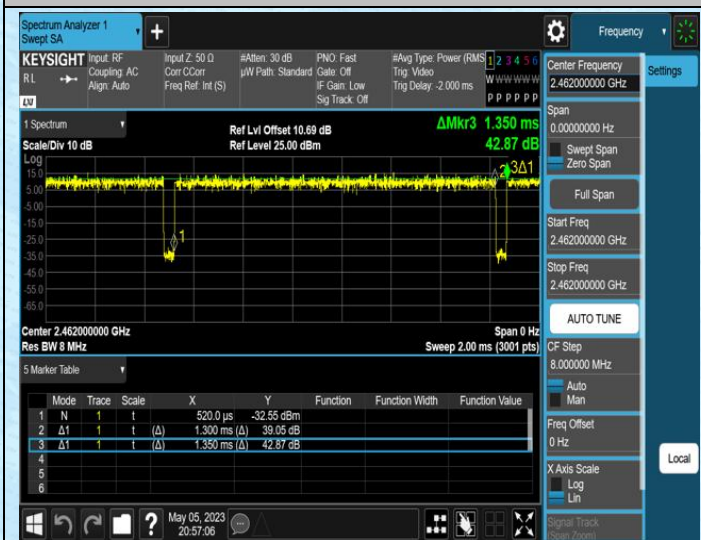 Spectrum Analyzer 1
Swept SA
+
Frequency
KEYSIGHT
RL
LXI
Input: RF
Coupling: AC
Align: Auto
Input Z: 50 Ω
Corr CCorr
Freq Ref: Int (S)
#Atten: 30 dB
µW Path: Standard
PNO: Fast
Gate: Off
IF Gain: Low
Sig Track: Off
#Avg Type: Power (RMS
Trig: Video
Trig Delay: -2.000 ms
1 2 3 4 5 6
W W W W W W
P P P P P P
1 Spectrum
Scale/Div 10 dB
Ref Lvl Offset 10.69 dB
Ref Level 25.00 dBm
ΔMkr3 1.350 ms
42.87 dB
Log
15.0
5.00
-5.00
-15.0
-25.0
-35.0
-45.0
-55.0
-65.0
1
2
3Δ1
Center 2.462000000 GHz
Span 0 Hz
Res BW 8 MHz
Sweep 2.00 ms (3001 pts)
5 Marker Table
Mode Trace Scale X Y Function Function Width Function Value
1 N 1 t 520.0 µs -32.55 dBm
2 Δ1 1 t (Δ) 1.300 ms (Δ) 39.05 dB
3 Δ1 1 t (Δ) 1.350 ms (Δ) 42.87 dB
4
5
6
?
May 05, 2023
20:57:06
Center Frequency
2.462000000 GHz
Span
0.00000000 Hz
Swept Span
Zero Span
Full Span
Start Freq
2.462000000 GHz
Stop Freq
2.462000000 GHz
AUTO TUNE
CF Step
8.000000 MHz
Auto
Man
Freq Offset
0 Hz
X Axis Scale
Log
Lin
Signal Track
(Span Zoom)
Settings
Local